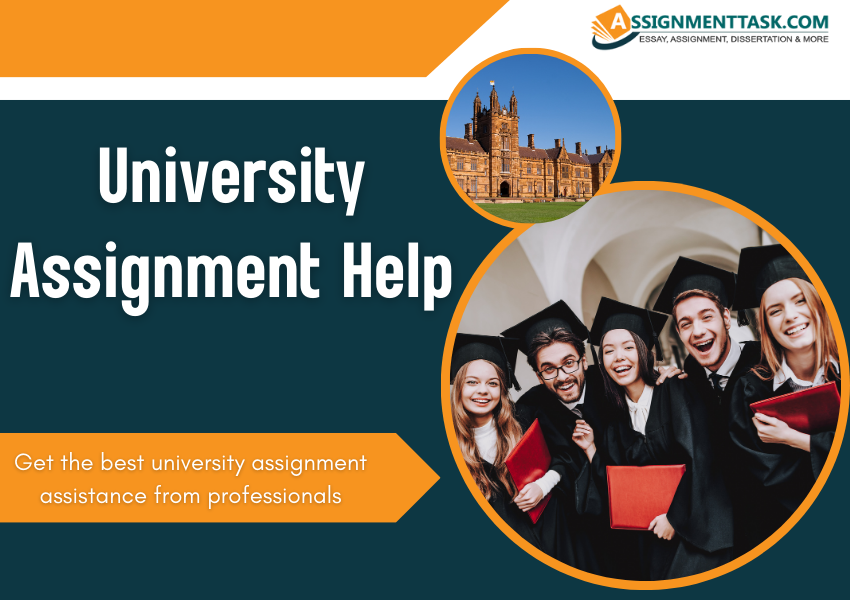 ASSIGNMENTTASK.COM
ESSAY, ASSIGNMENT, DISSERTATION & MORE
University
Assignment Help
Get the best university assignment
assistance from professionals